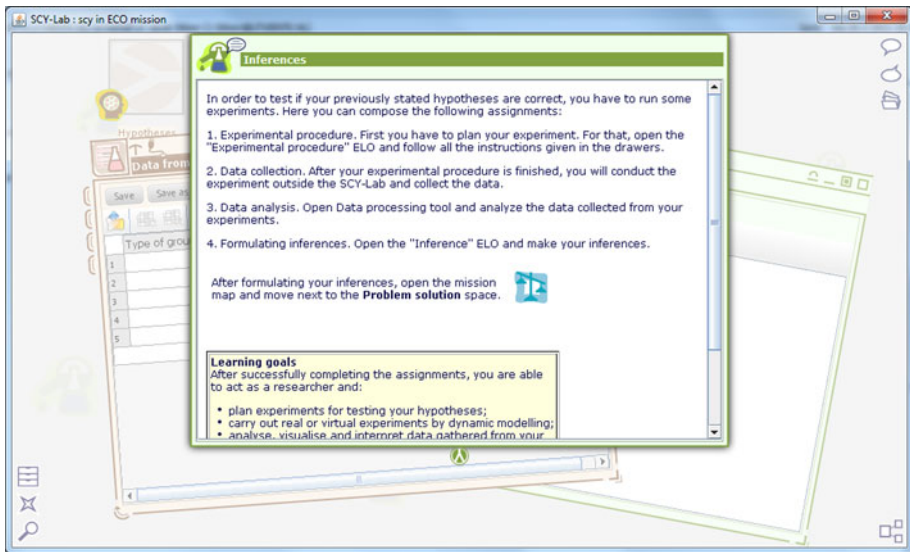 SCY-Lab : scy in ECO mission
Inferences
In order to test if your previously stated hypotheses are correct, you have to run some
experiments. Here you can compose the following assignments:
1. Experimental procedure. First you have to plan your experiment. For that, open the
"Experimental procedure" ELO and follow all the instructions given in the drawers.
2. Data collection. After your experimental procedure is finished, you will conduct the
experiment outside the SCY-Lab and collect the data.
3. Data analysis. Open Data processing tool and analyze the data collected from your
experiments.
4. Formulating inferences. Open the "Inference" ELO and make your inferences.
After formulating your inferences, open the mission
map and move next to the Problem solution space.
Learning goals
After successfully completing the assignments, you are able
to act as a researcher and:
• plan experiments for testing your hypotheses;
• carry out real or virtual experiments by dynamic modelling;
• analyse, visualise and interpret data gathered from your
Hypotheses
Data from
Save Save as
Type of grou
1
2
3
4
5